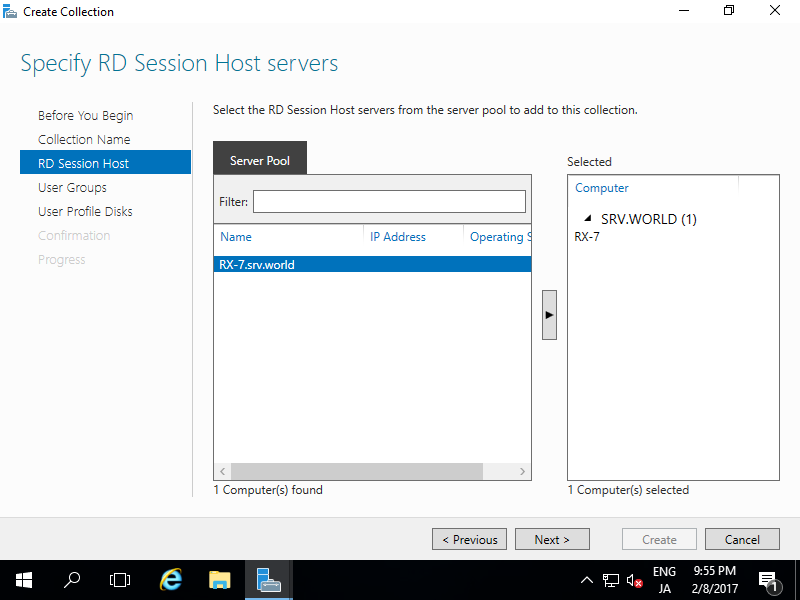 Create Collection
Specify RD Session Host servers
Before You Begin
Collection Name
RD Session Host
User Groups
User Profile Disks
Confirmation
Progress
Select the RD Session Host servers from the server pool to add to this collection.
Server Pool
Filter:
Name IP Address Operating S
RX-7.srv.world
1 Computer(s) found
Selected
Computer
SRV.WORLD (1)
RX-7
1 Computer(s) selected
< Previous Next > Create Cancel
ENG
JA
9:55 PM
2/8/2017
1